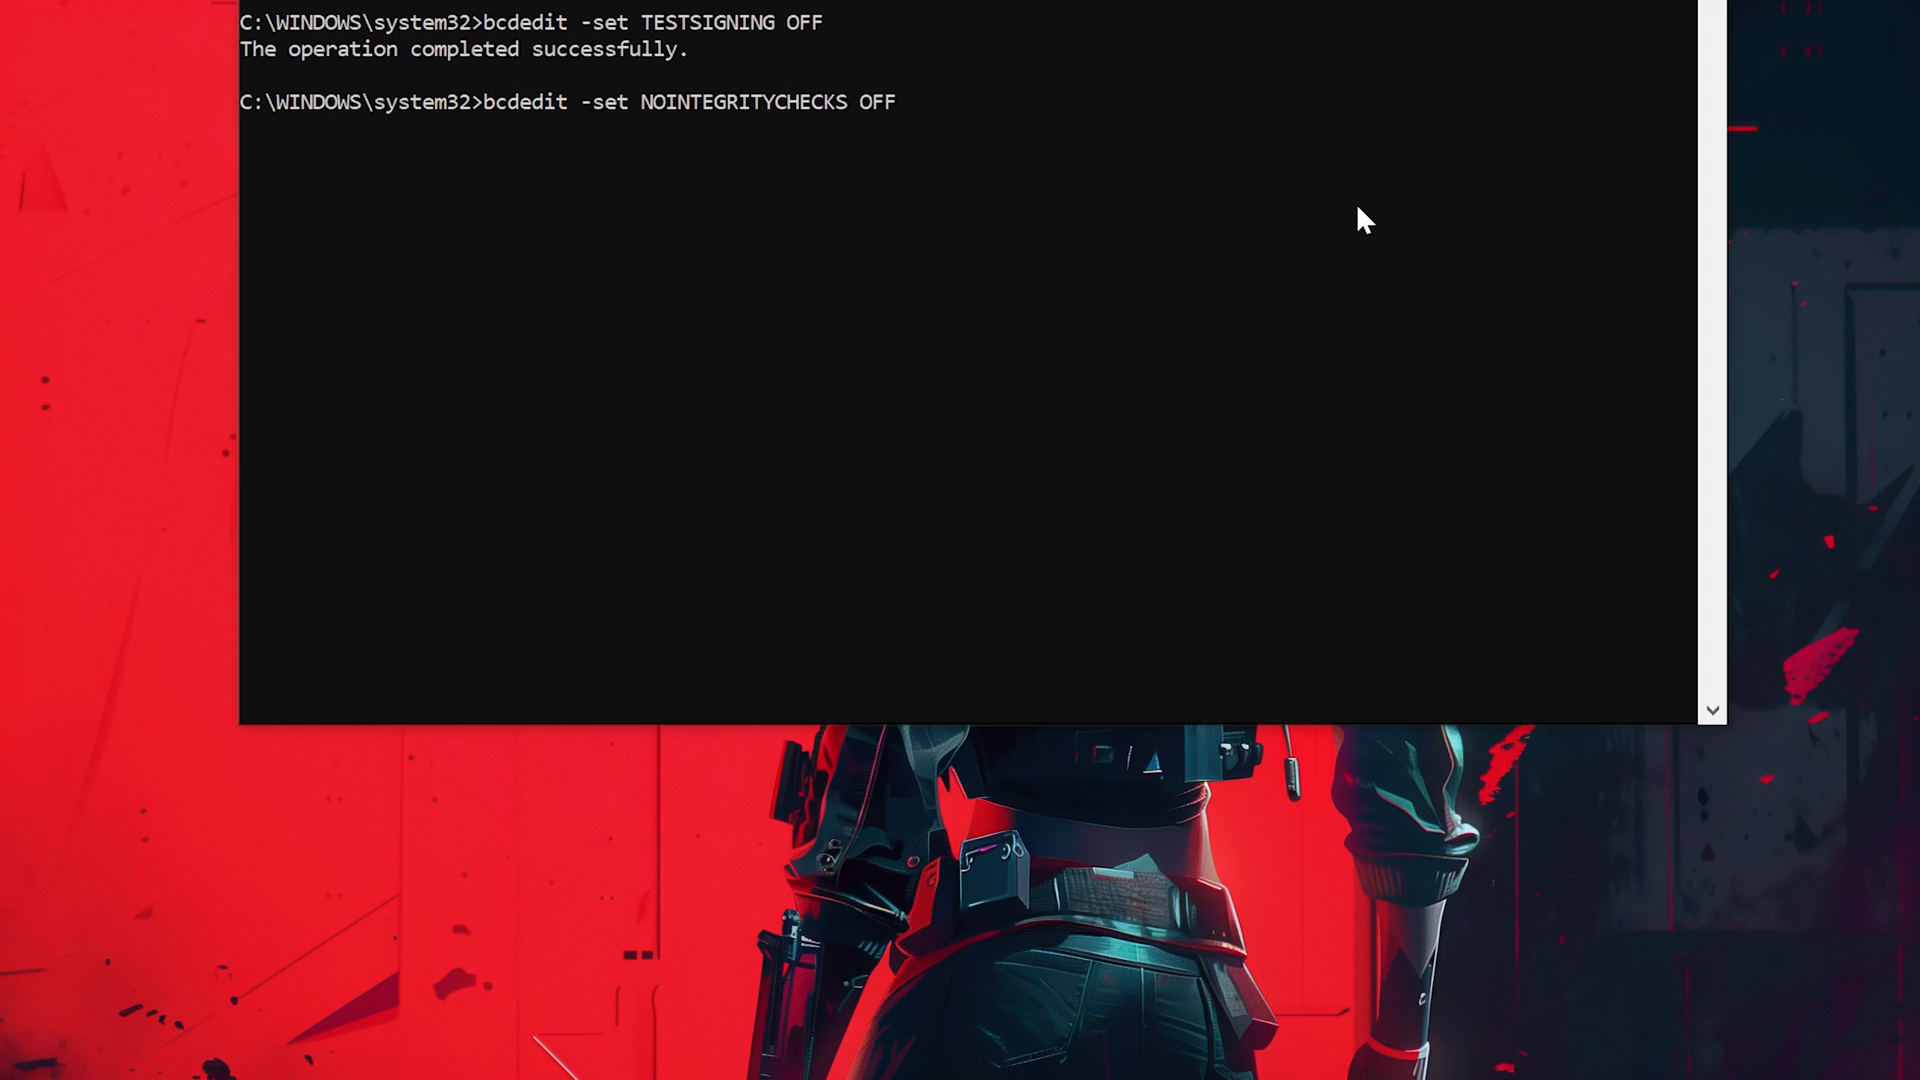 C:\WINDOWS\system32>bcdedit -set TESTSIGNING OFF
The operation completed successfully.
C:\WINDOWS\system32>bcdedit -set NOINTEGRITYCHECKS OFF